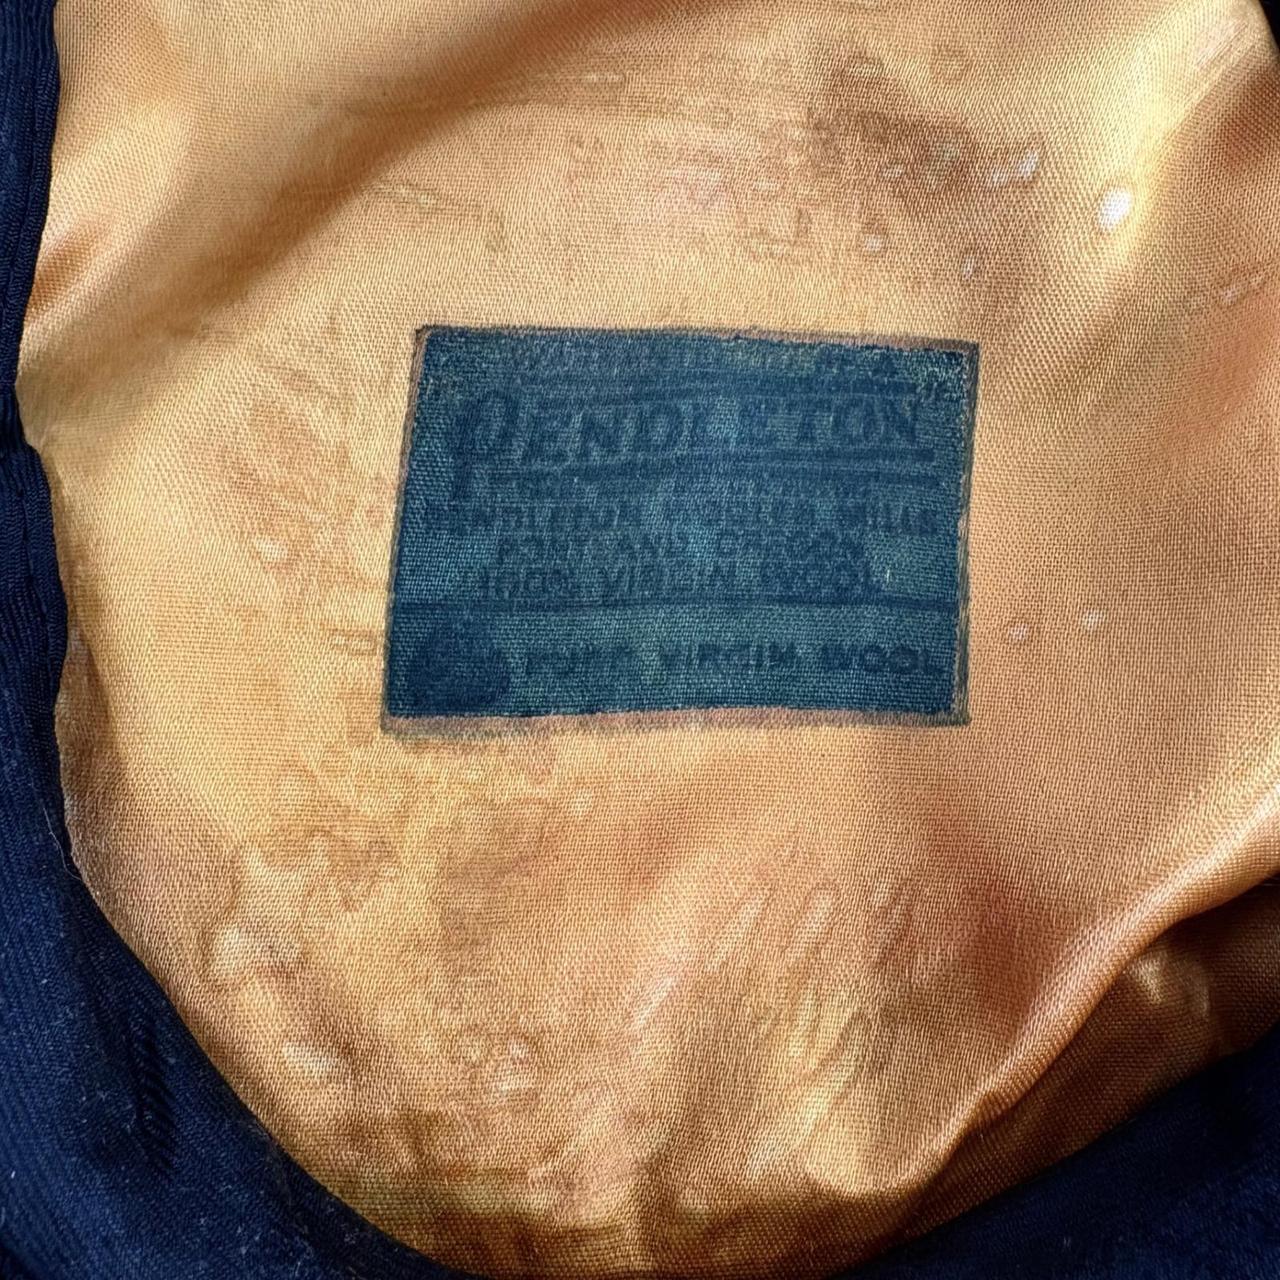 PENDLETON
PENDLETON WOOLEN MILLS
PORTLAND OREGON
100% VIRGIN WOOL
PURE VIRGIN WOOL